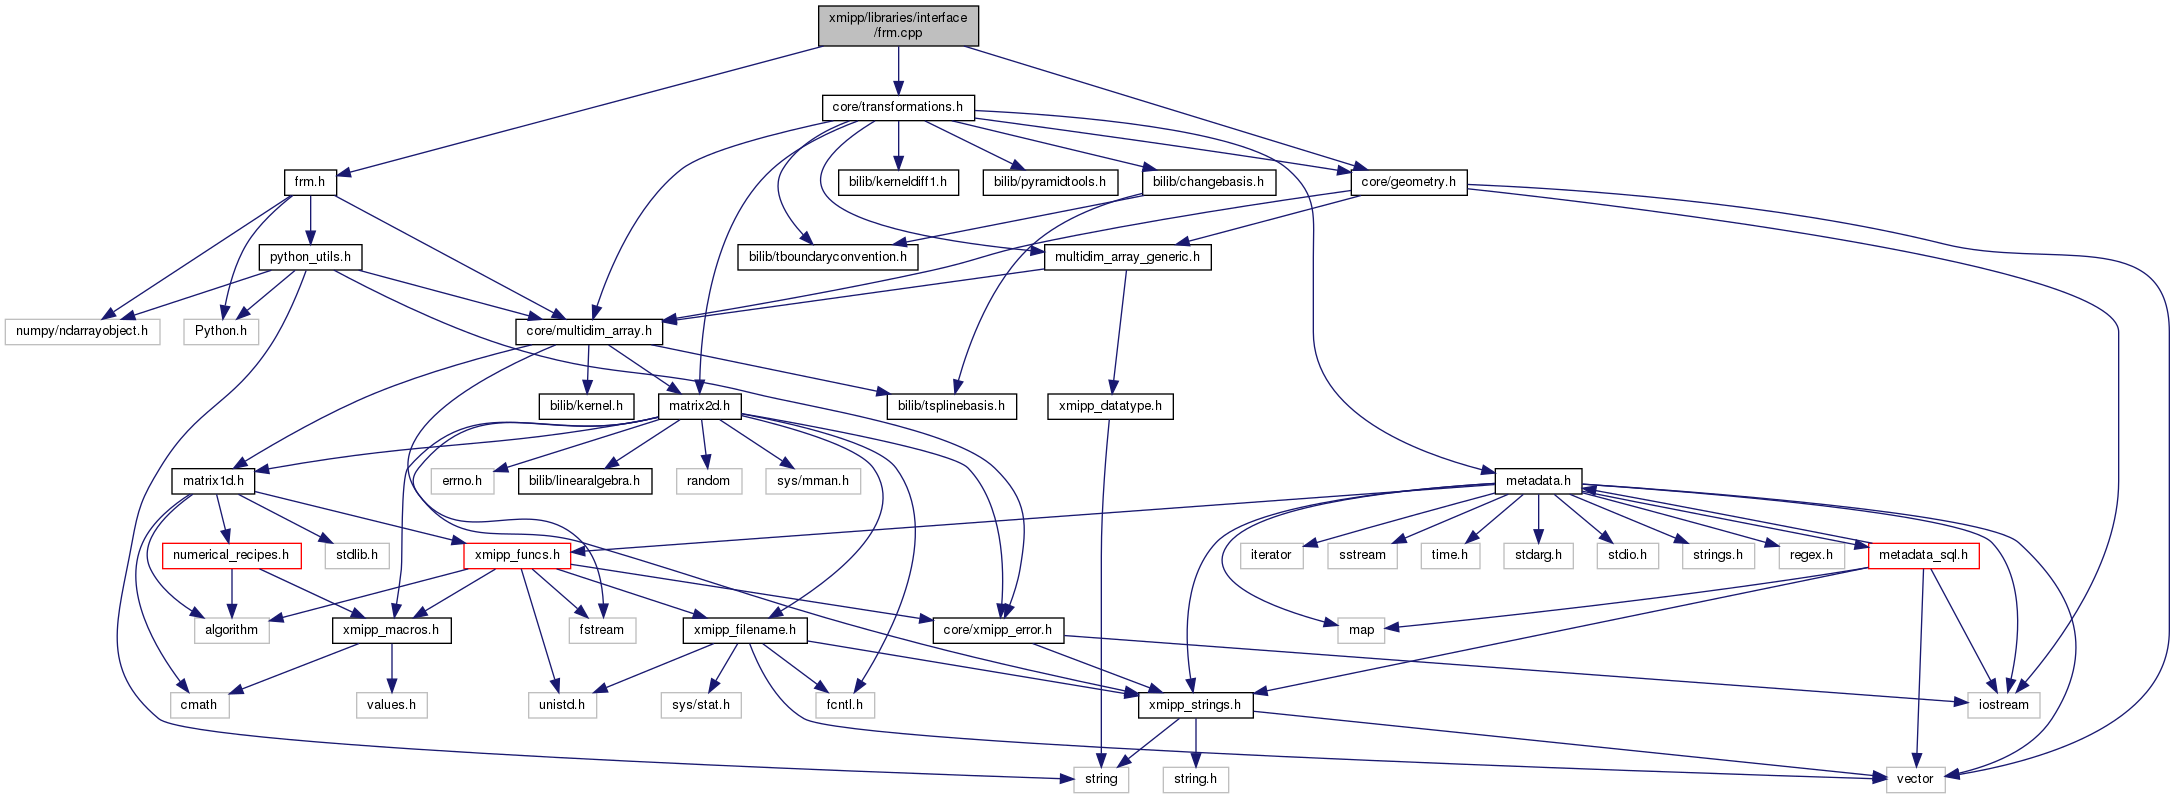 xmipp/libraries/interface
/frm.cpp
core/transformations.h
frm.h
bilib/kerneldiff1.h
bilib/pyramidtools.h
bilib/changebasis.h
core/geometry.h
python_utils.h
bilib/tboundaryconvention.h
multidim_array_generic.h
numpy/ndarrayobject.h
Python.h
core/multidim_array.h
bilib/kernel.h
matrix2d.h
bilib/tsplinebasis.h
xmipp_datatype.h
matrix1d.h
errno.h
bilib/linearalgebra.h
random
sys/mman.h
metadata.h
numerical_recipes.h
stdlib.h
xmipp_funcs.h
iterator
sstream
time.h
stdarg.h
stdio.h
strings.h
regex.h
metadata_sql.h
algorithm
xmipp_macros.h
fstream
xmipp_filename.h
core/xmipp_error.h
map
cmath
values.h
unistd.h
sys/stat.h
fcntl.h
xmipp_strings.h
iostream
string
string.h
vector